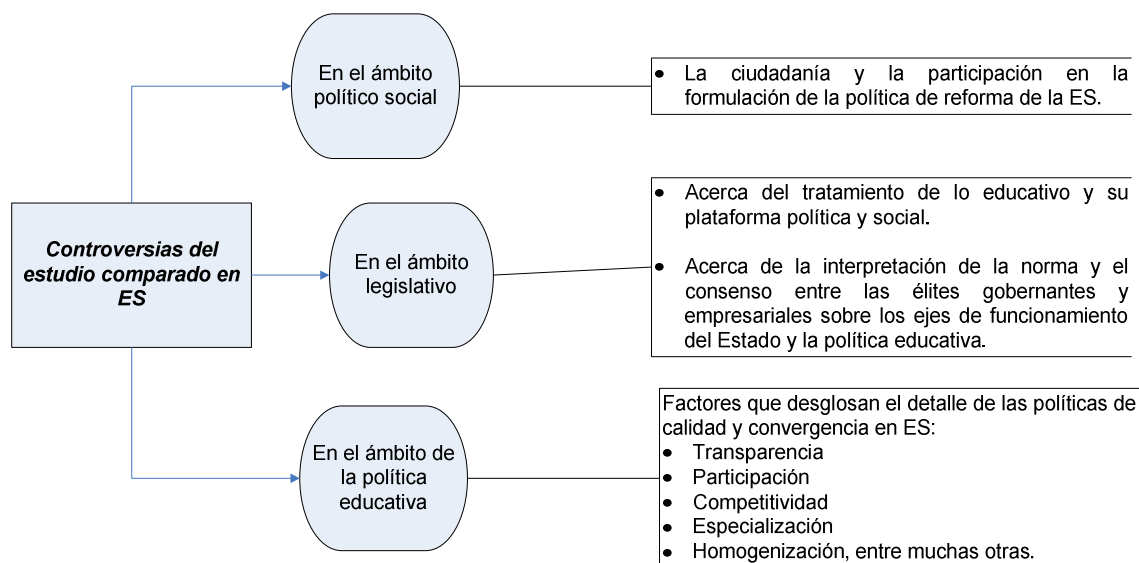 Controversias del
estudio comparado en
ES
En el ámbito
político social
• La ciudadanía y la participación en la
formulación de la política de reforma de la ES.
En el ámbito
legislativo
• Acerca del tratamiento de lo educativo y su
plataforma política y social.
• Acerca de la interpretación de la norma y el
consenso entre las élites gobernantes y
empresariales sobre los ejes de funcionamiento
del Estado y la política educativa.
En el ámbito de
la política
educativa
Factores que desglosan el detalle de las políticas de
calidad y convergencia en ES:
• Transparencia
• Participación
• Competitividad
• Especialización
• Homogenización, entre muchas otras.